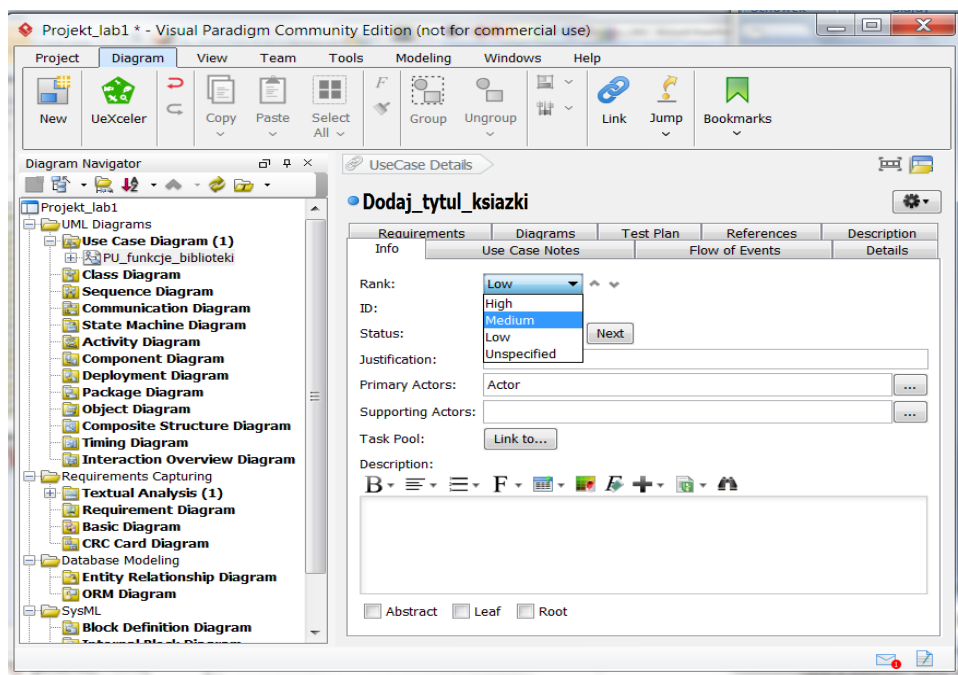 Projekt_lab1 * - Visual Paradigm Community Edition (not for commercial use)
Project Diagram View Team Tools Modeling Windows Help
New UeXceler Copy Paste Select All Group Ungroup Link Jump Bookmarks
Diagram Navigator
Projekt_lab1
UML Diagrams
Use Case Diagram (1)
PU_funkcje_biblioteki
Class Diagram
Sequence Diagram
Communication Diagram
State Machine Diagram
Activity Diagram
Component Diagram
Deployment Diagram
Package Diagram
Object Diagram
Composite Structure Diagram
Timing Diagram
Interaction Overview Diagram
Requirements Capturing
Textual Analysis (1)
Requirement Diagram
Basic Diagram
CRC Card Diagram
Database Modeling
Entity Relationship Diagram
ORM Diagram
SysML
Block Definition Diagram
UseCase Details
Dodaj_tytul_ksiazki
Requirements Diagrams Test Plan References Description
Info Use Case Notes Flow of Events Details
Rank: Low
High
ID:
Medium
Status: Next
Low
Unspecified
Justification:
Primary Actors: Actor ...
Supporting Actors: ...
Task Pool: Link to...
Description:
B F F
Abstract Leaf Root